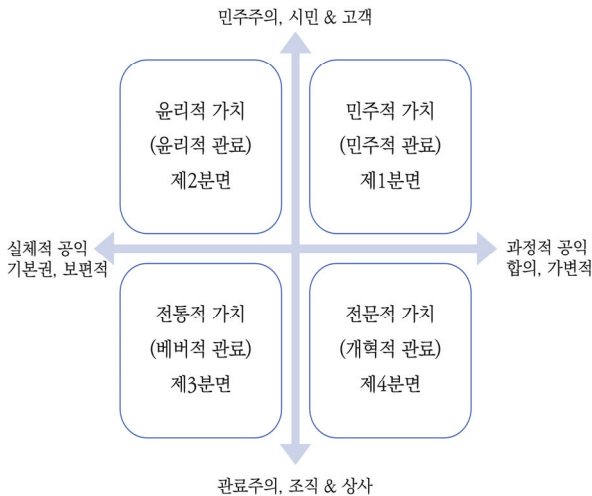 민주주의, 시민 & 고객
윤리적 가치
(윤리적 관료)
제2분면
민주적 가치
(민주적 관료)
제1분면
실체적 공익
기본권, 보편적
과정적 공익
합의, 가변적
전통적 가치
(베버적 관료)
제3분면
전문적 가치
(개혁적 관료)
제4분면
관료주의, 조직 & 상사